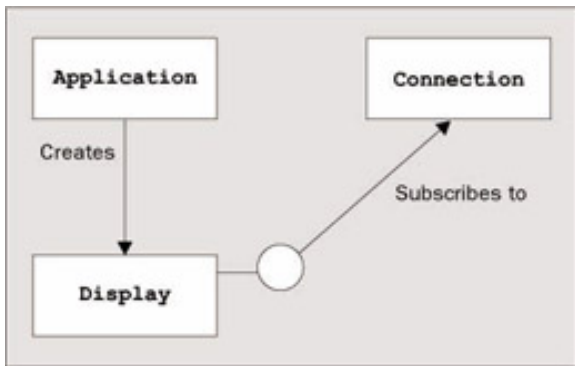 Application
Connection
Creates
Subscribes to
Display